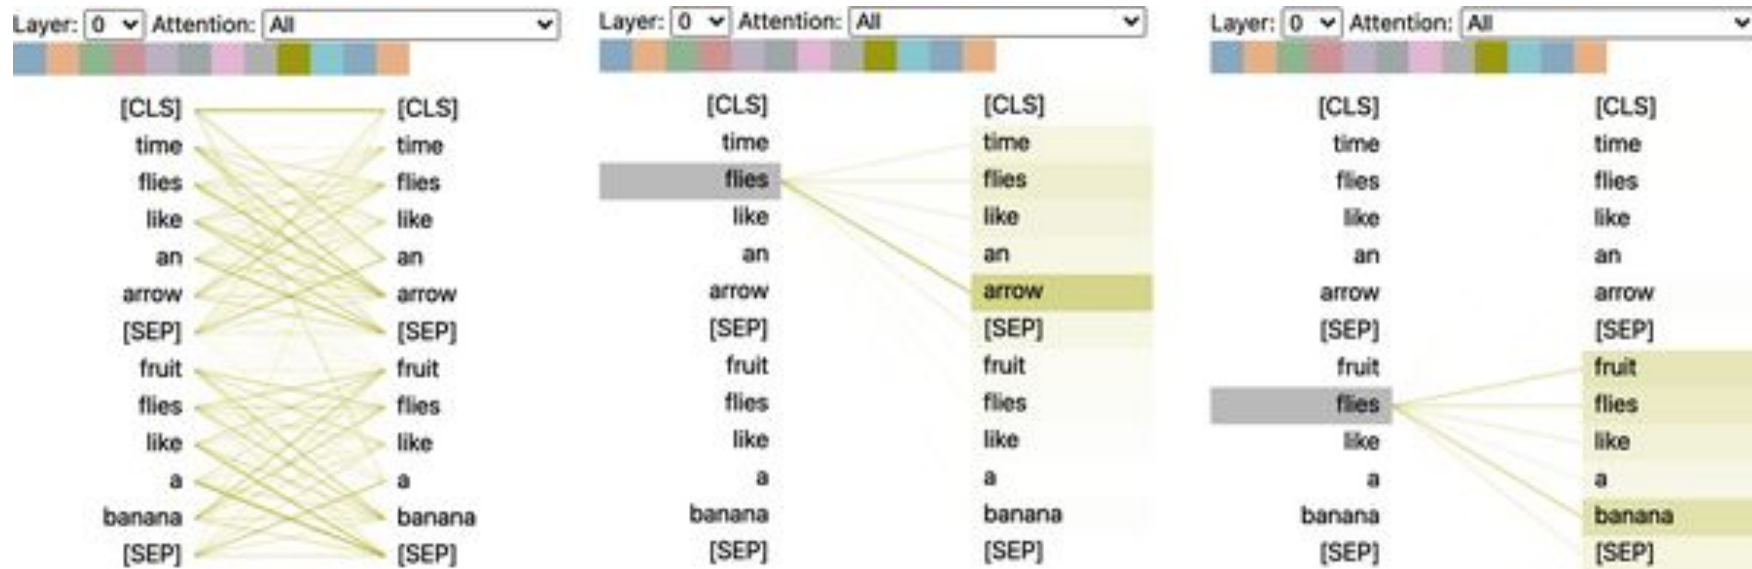 Layer: 0 Attention: All
[CLS] [CLS]
time time
flies flies
like like
an an
arrow arrow
[SEP] [SEP]
fruit fruit
flies flies
like like
a a
banana banana
[SEP] [SEP]
Layer: 0 Attention: All
[CLS] [CLS]
time time
flies flies
like like
an an
arrow arrow
[SEP] [SEP]
fruit fruit
flies flies
like like
a a
banana banana
[SEP] [SEP]
Layer: 0 Attention: All
[CLS] [CLS]
time time
flies flies
like like
an an
arrow arrow
[SEP] [SEP]
fruit fruit
flies flies
like like
a a
banana banana
[SEP] [SEP]